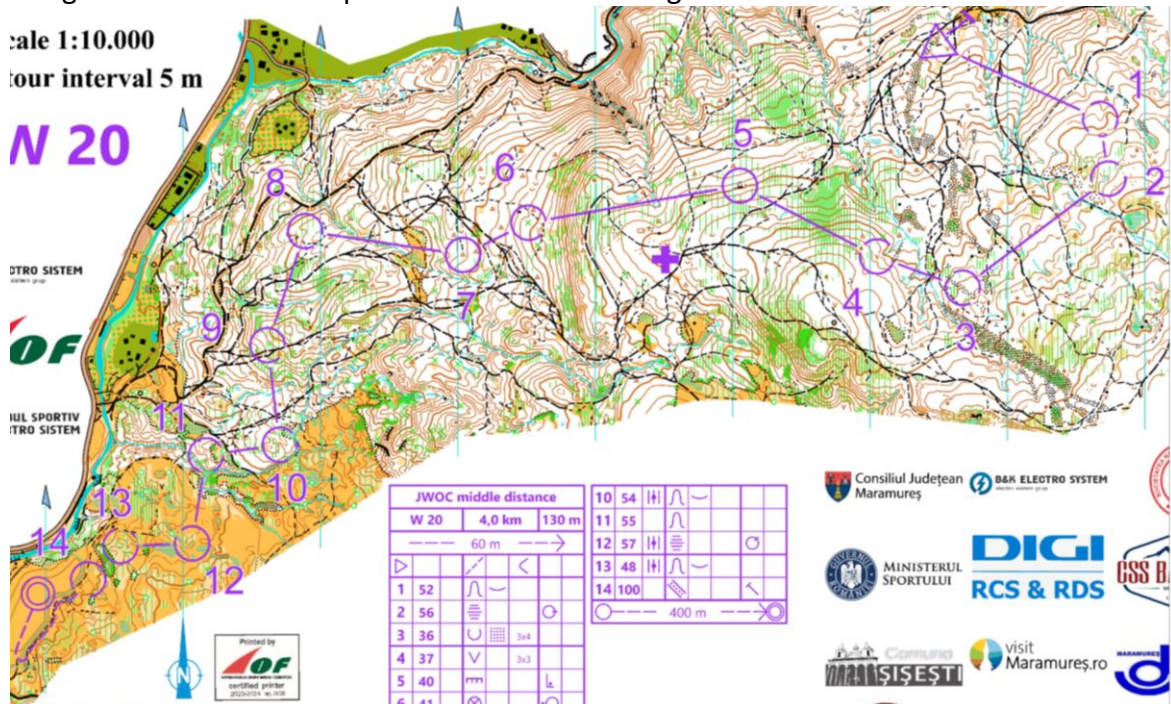 cale 1:10.000
tour interval 5 m
W 20
OTRO SISTEM
OF
UL SPORTIV
TRO SISTEM
1
2
3
4
5
6
7
8
9
10
11
12
13
14
JWOC middle distance
W 20 4,0 km 130 m
60 m
1 52
2 56
3 36 3x4
4 37 3x3
5 40
6 41
10 54
11 55
12 57
13 48
14 100
400 m
Printed by
OF
certified printer
Consiliul Județean
Maramureș
B&K ELECTRO SYSTEM
MINISTERUL
SPORTULUI
DIGI
RCS & RDS
CSS B
Comuna
ȘIȘEȘTI
visit
Maramureș.ro
MARAMUREȘ